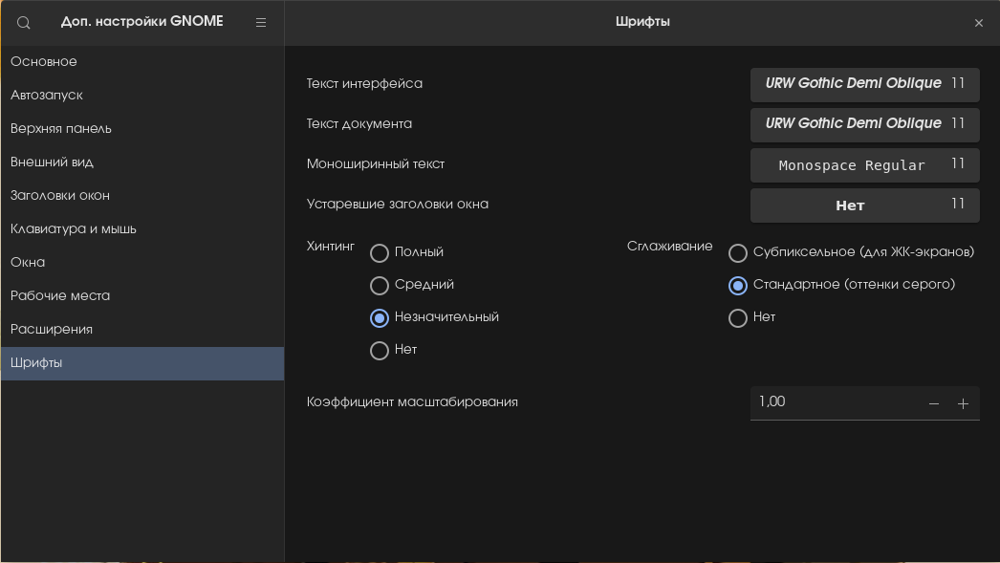 Доп. настройки GNOME
Шрифты
Основное
Автозапуск
Верхняя панель
Внешний вид
Заголовки окон
Клавиатура и мышь
Окна
Рабочие места
Расширения
Шрифты
Текст интерфейса
URW Gothic Demi Oblique 11
Текст документа
URW Gothic Demi Oblique 11
Моноширинный текст
Monospace Regular 11
Устаревшие заголовки окна
Нет 11
Хинтинг
Полный
Средний
Незначительный
Нет
Сглаживание
Субпиксельное (для ЖК-экранов)
Стандартное (оттенки серого)
Нет
Коэффициент масштабирования
1,00